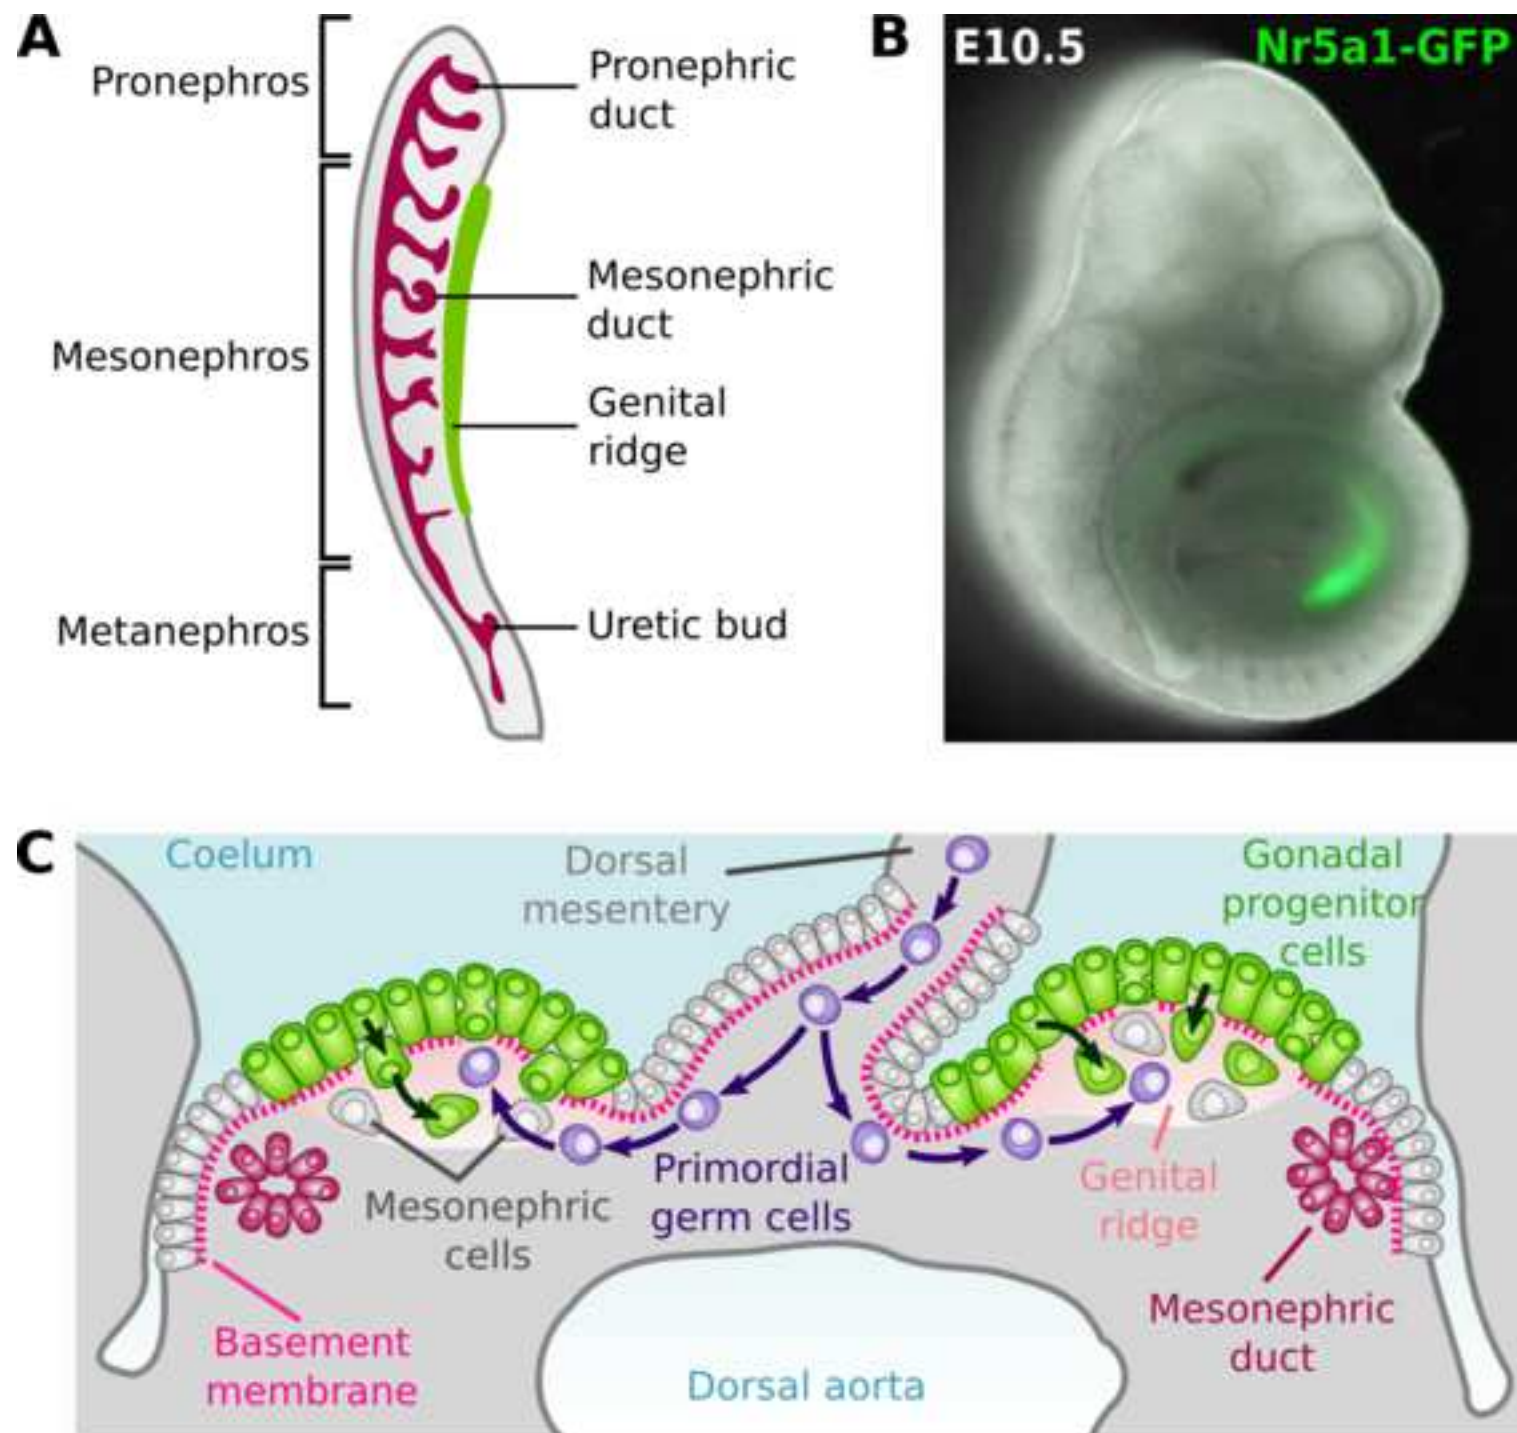 A
Pronephros
Pronephric
duct
Mesonephros
Mesonephric
duct
Genital
ridge
Metanephros
Uretic bud
B
E10.5
Nr5a1-GFP
C
Coelum
Dorsal
mesentery
Gonadal
progenitor
cells
Mesonephric
cells
Primordial
germ cells
Genital
ridge
Basement
membrane
Mesonephric
duct
Dorsal aorta